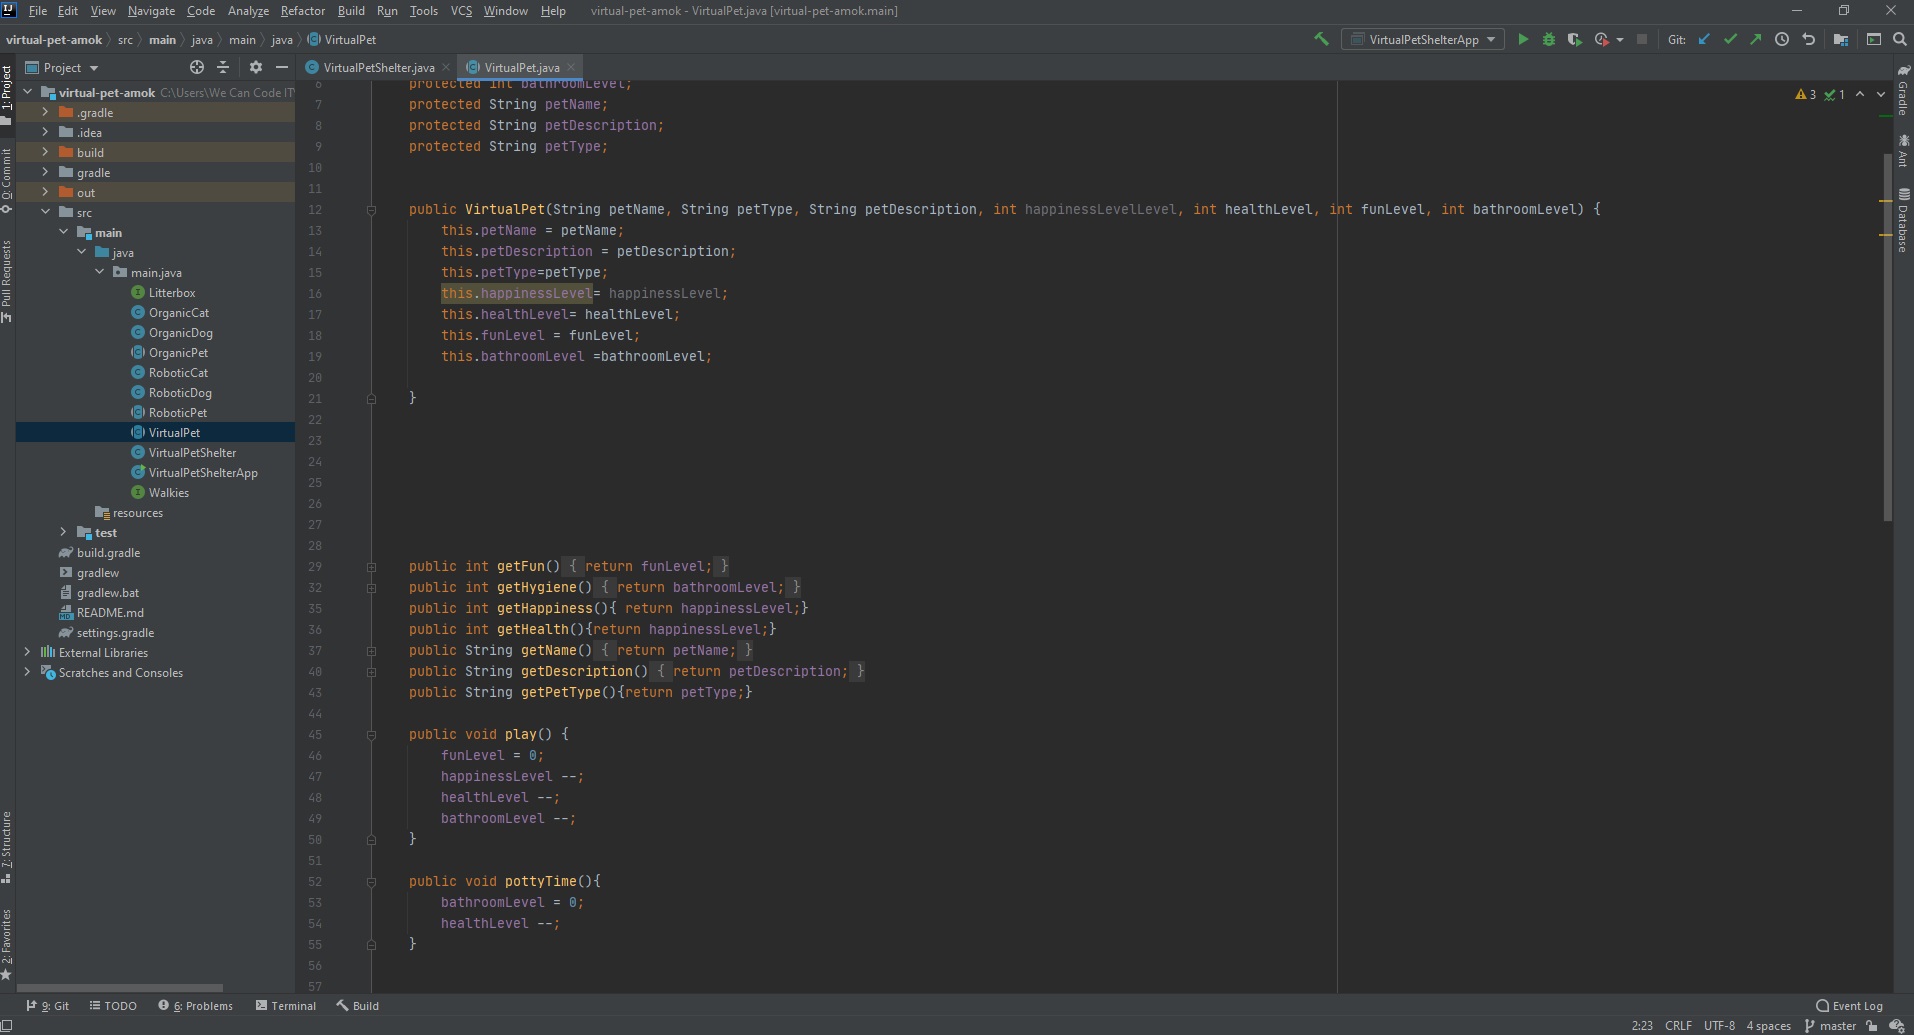 File Edit View Navigate Code Analyze Refactor Build Run Tools VCS Window Help virtual-pet-amok - VirtualPet.java [virtual-pet-amok.main]
virtual-pet-amok src main java main java VirtualPet VirtualPetShelterApp Git:
Project VirtualPetShelter.java VirtualPet.java
1: Project
0: Commit
Pull Requests
7: Structure
2: Favorites
virtual-pet-amok C:\Users\We Can Code IT\
.gradle
.idea
build
gradle
out
src
main
java
main.java
Litterbox
OrganicCat
OrganicDog
OrganicPet
RoboticCat
RoboticDog
RoboticPet
VirtualPet
VirtualPetShelter
VirtualPetShelterApp
Walkies
resources
test
build.gradle
gradlew
gradlew.bat
README.md
settings.gradle
External Libraries
Scratches and Consoles
6 protected int bathroomLevel;
7 protected String petName;
8 protected String petDescription;
9 protected String petType;
10
11
12 public VirtualPet(String petName, String petType, String petDescription, int happinessLevelLevel, int healthLevel, int funLevel, int bathroomLevel) {
13 this.petName = petName;
14 this.petDescription = petDescription;
15 this.petType=petType;
16 this.happinessLevel= happinessLevel;
17 this.healthLevel= healthLevel;
18 this.funLevel = funLevel;
19 this.bathroomLevel =bathroomLevel;
20
21 }
22
23
24
25
26
27
28
29 public int getFun() { return funLevel; }
32 public int getHygiene() { return bathroomLevel; }
35 public int getHappiness(){ return happinessLevel;}
36 public int getHealth(){return happinessLevel;}
37 public String getName() { return petName; }
40 public String getDescription() { return petDescription; }
43 public String getPetType(){return petType;}
44
45 public void play() {
46 funLevel = 0;
47 happinessLevel --;
48 healthLevel --;
49 bathroomLevel --;
50 }
51
52 public void pottyTime(){
53 bathroomLevel = 0;
54 healthLevel --;
55 }
56
57
3 1
Gradle
Ant
Database
9: Git TODO 6: Problems Terminal Build Event Log
2:23 CRLF UTF-8 4 spaces master